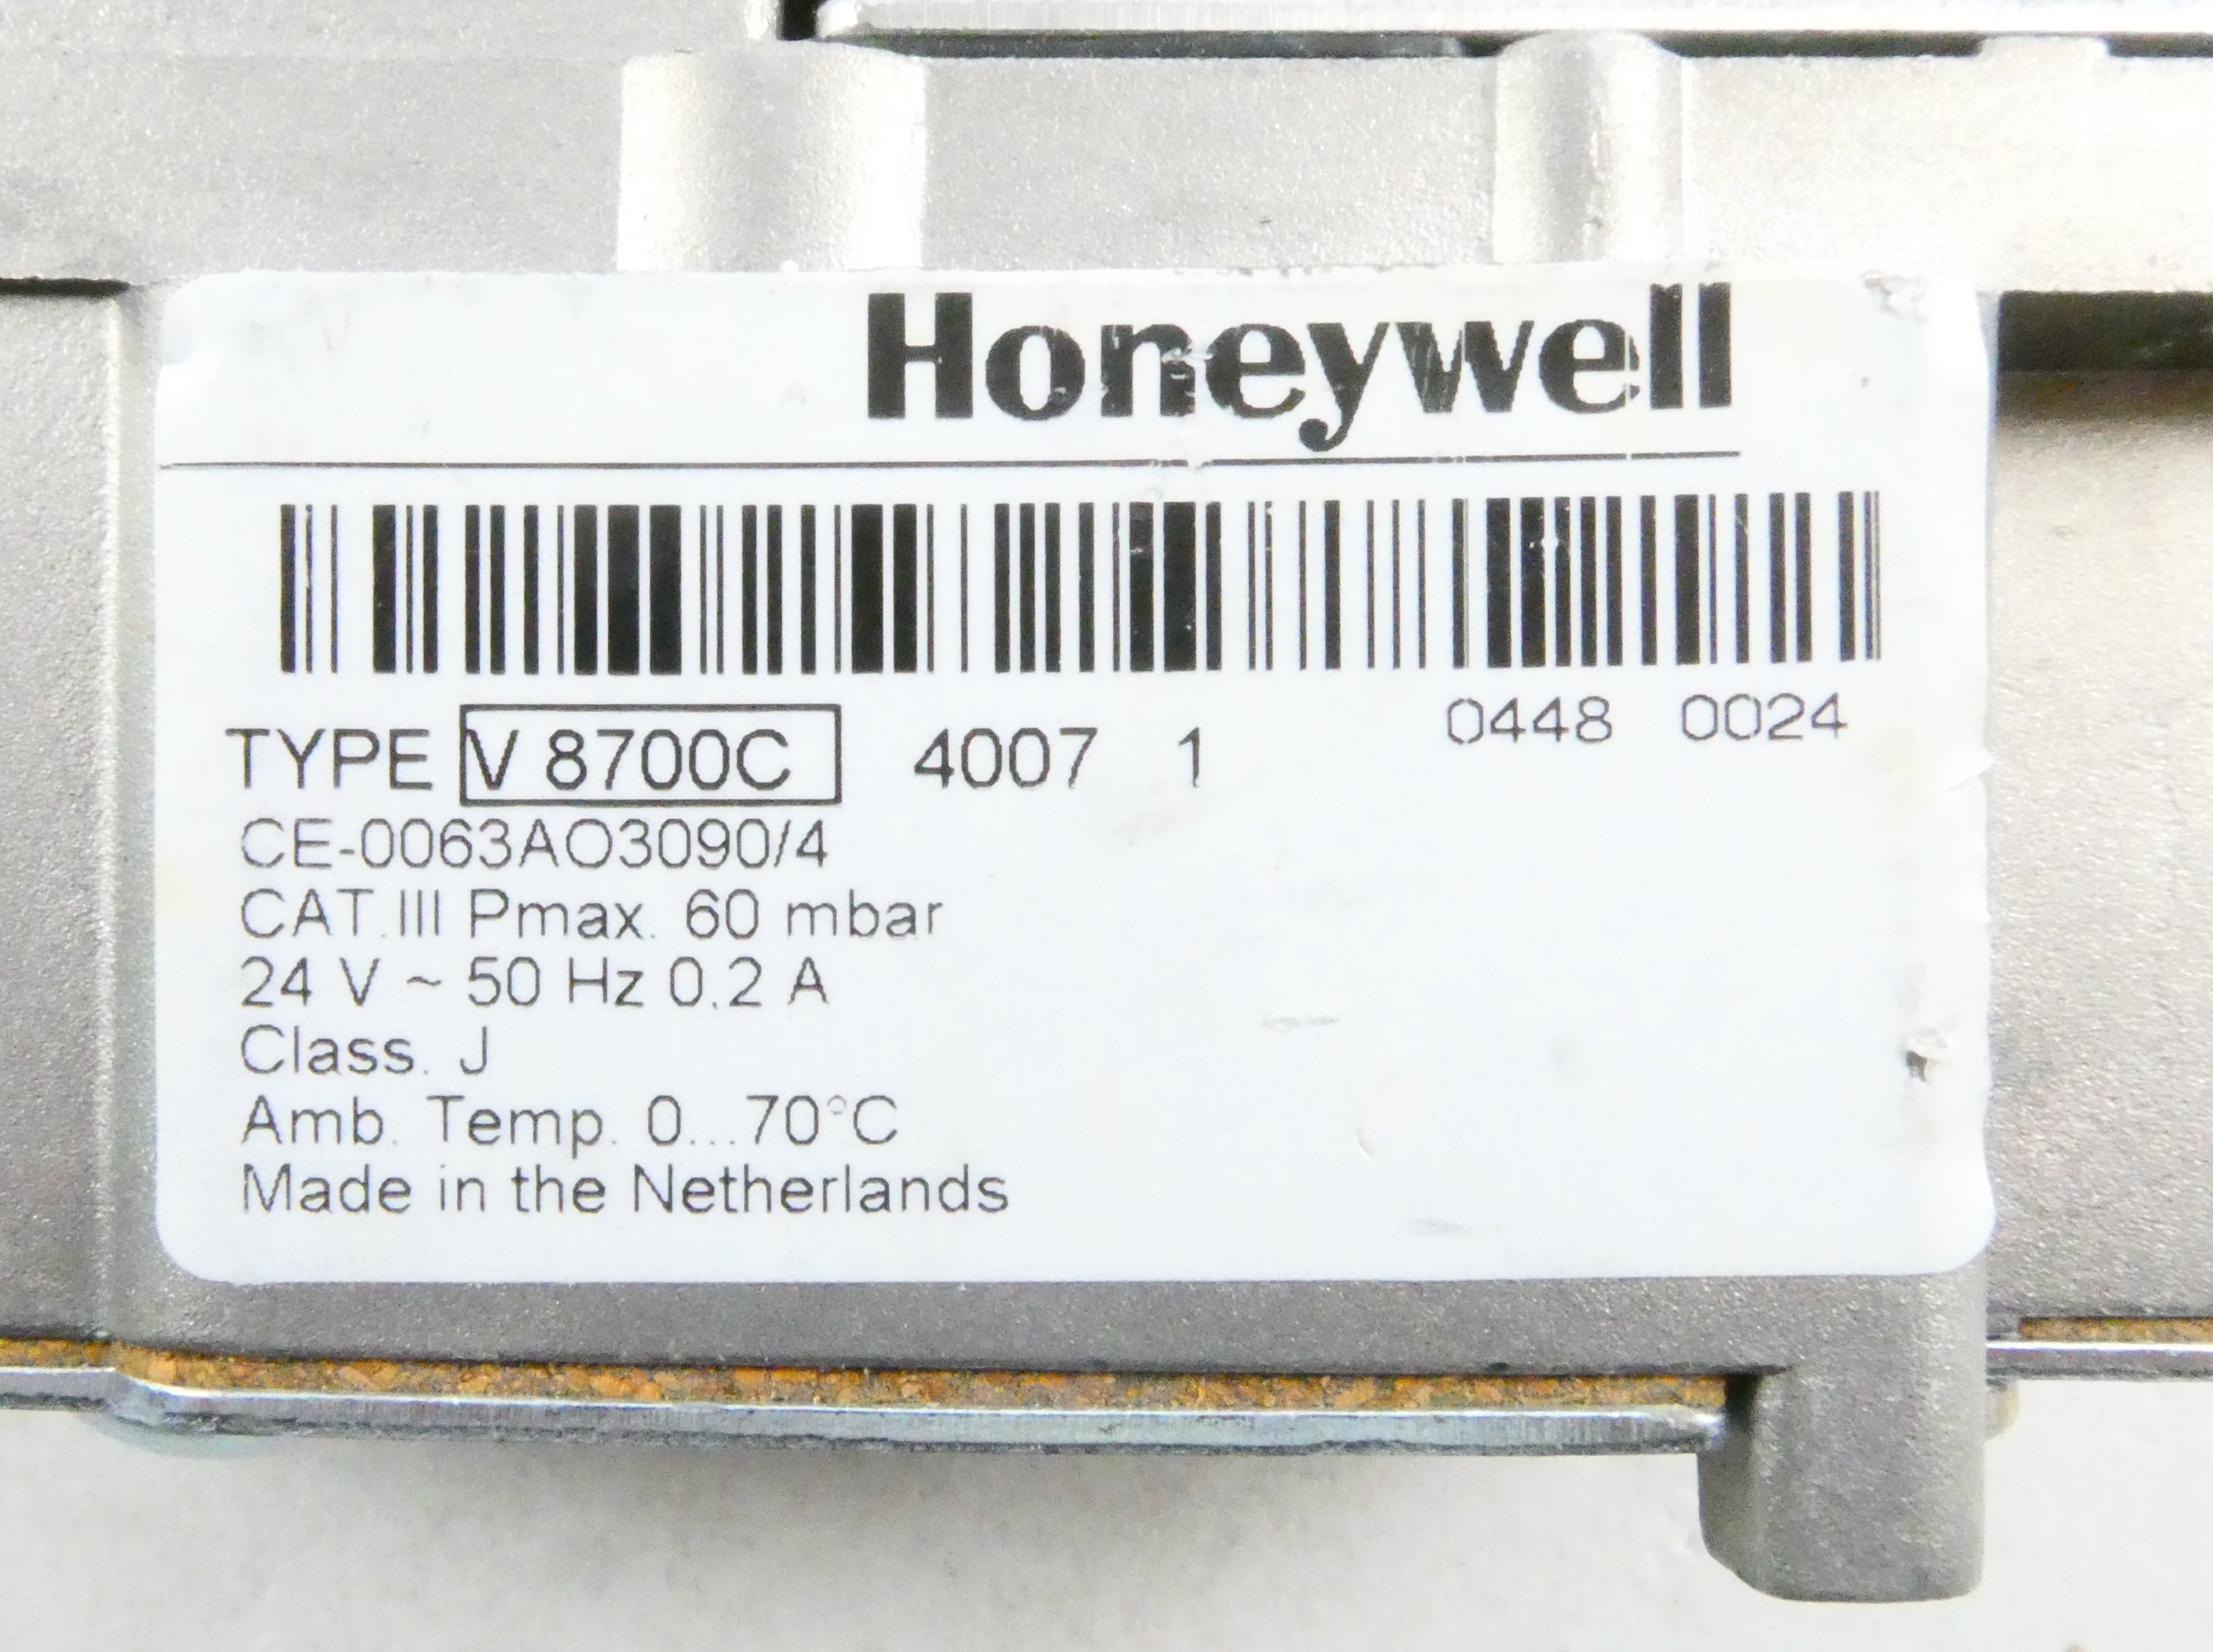 Honeywell
0448 0024
TYPE V 8700C 4007 1
CE-0063AO3090/4
CAT.III Pmax. 60 mbar
24 V ~ 50 Hz 0.2 A
Class. J
Amb. Temp. 0...70°C
Made in the Netherlands